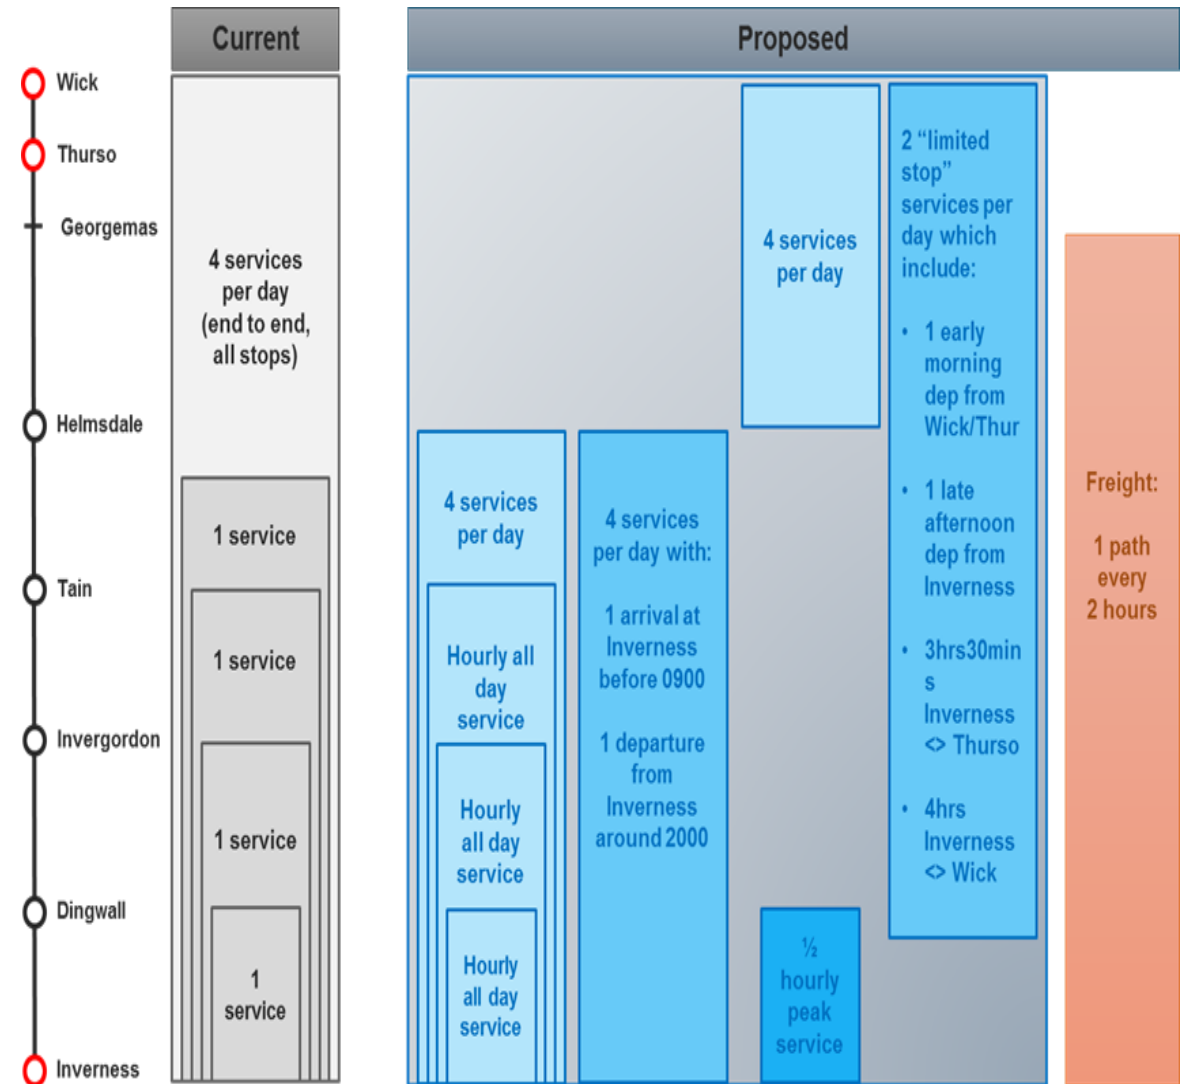 Current
Proposed
Wick
Thurso
Georgemas
Helmsdale
Tain
Invergordon
Dingwall
Inverness
4 services
per day
(end to end,
all stops)
1 service
1 service
1 service
1
service
4 services
per day
Hourly all
day
service
Hourly
all day
service
Hourly
all day
service
4 services
per day with:
1 arrival at
Inverness
before 0900
1 departure
from
Inverness
around 2000
4 services
per day
½
hourly
peak
service
2 “limited
stop”
services per
day which
include:
• 1 early
morning
dep from
Wick/Thur
• 1 late
afternoon
dep from
Inverness
• 3hrs30min
s
Inverness
<> Thurso
• 4hrs
Inverness
<> Wick
Freight:
1 path
every
2 hours